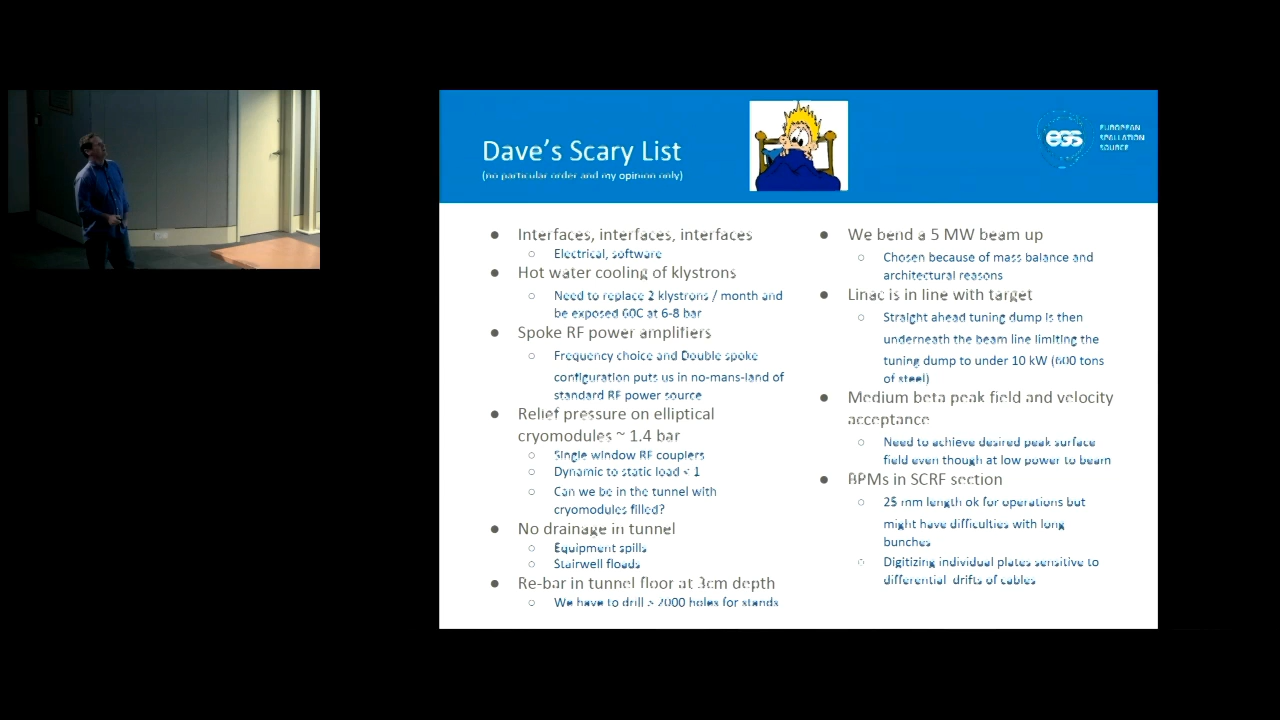 Dave's Scary List
(no particular order and my opinion only)
ess
EUROPEAN
SPALLATION
SOURCE
● Interfaces, interfaces, interfaces
○ Electrical, software
● Hot water cooling of klystrons
○ Need to replace 2 klystrons / month and
be exposed 60C at 6-8 bar
● Spoke RF power amplifiers
○ Frequency choice and Double spoke
configuration puts us in no-mans-land of
standard RF power source
● Relief pressure on elliptical
cryomodules ~ 1.4 bar
○ Single window RF couplers
○ Dynamic to static load < 1
○ Can we be in the tunnel with
cryomodules filled?
● No drainage in tunnel
○ Equipment spills
○ Stairwell floads
● Re-bar in tunnel floor at 3cm depth
○ We have to drill > 2000 holes for stands
● We bend a 5 MW beam up
○ Chosen because of mass balance and
architectural reasons
● Linac is in line with target
○ Straight ahead tuning dump is then
underneath the beam line limiting the
tuning dump to under 10 kW (600 tons
of steel)
● Medium beta peak field and velocity
acceptance
○ Need to achieve desired peak surface
field even though at low power to beam
● BPMs in SCRF section
○ 25 mm length ok for operations but
might have difficulties with long
bunches
○ Digitizing individual plates sensitive to
differential drifts of cables